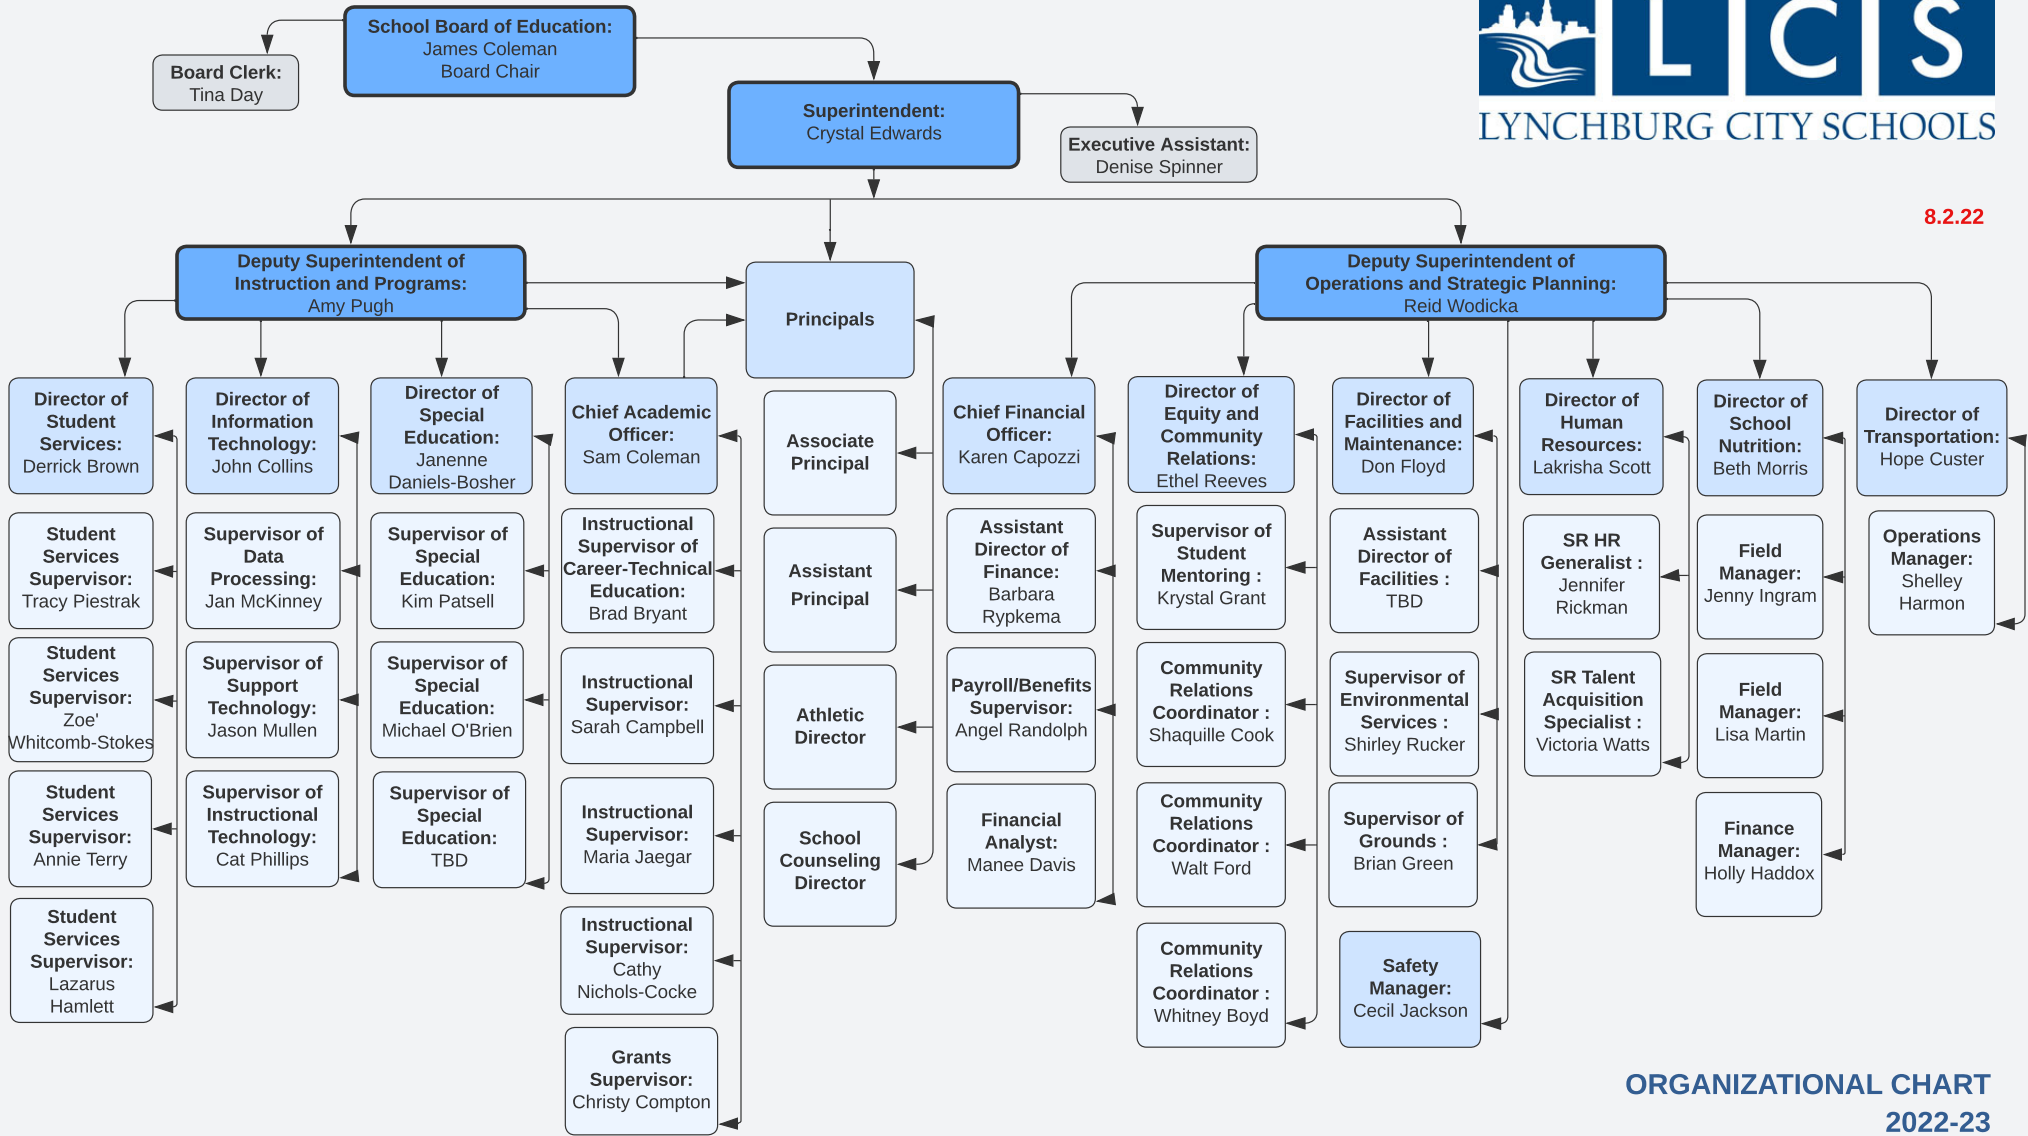 School Board of Education:
James Coleman
Board Chair
Board Clerk:
Tina Day
Superintendent:
Crystal Edwards
Executive Assistant:
Denise Spinner
LCS
LYNCHBURG CITY SCHOOLS
8.2.22
Deputy Superintendent of
Instruction and Programs:
Amy Pugh
Principals
Deputy Superintendent of
Operations and Strategic Planning:
Reid Wodicka
Director of
Student
Services:
Derrick Brown
Student
Services
Supervisor:
Tracy Piestrak
Student
Services
Supervisor:
Zoe'
Whitcomb-Stokes
Student
Services
Supervisor:
Annie Terry
Student
Services
Supervisor:
Lazarus
Hamlett
Director of
Information
Technology:
John Collins
Supervisor of
Data
Processing:
Jan McKinney
Supervisor of
Support
Technology:
Jason Mullen
Supervisor of
Instructional
Technology:
Cat Phillips
Director of
Special
Education:
Janenne
Daniels-Bosher
Supervisor of
Special
Education:
Kim Patsell
Supervisor of
Special
Education:
Michael O'Brien
Supervisor of
Special
Education:
TBD
Chief Academic
Officer:
Sam Coleman
Instructional
Supervisor of
Career-Technical
Education:
Brad Bryant
Instructional
Supervisor:
Sarah Campbell
Instructional
Supervisor:
Maria Jaegar
Instructional
Supervisor:
Cathy
Nichols-Cocke
Grants
Supervisor:
Christy Compton
Associate
Principal
Assistant
Principal
Athletic
Director
School
Counseling
Director
Chief Financial
Officer:
Karen Capozzi
Assistant
Director of
Finance:
Barbara
Rypkema
Payroll/Benefits
Supervisor:
Angel Randolph
Financial
Analyst:
Manee Davis
Director of
Equity and
Community
Relations:
Ethel Reeves
Supervisor of
Student
Mentoring :
Krystal Grant
Community
Relations
Coordinator :
Shaquille Cook
Community
Relations
Coordinator :
Walt Ford
Community
Relations
Coordinator :
Whitney Boyd
Director of
Facilities and
Maintenance:
Don Floyd
Assistant
Director of
Facilities :
TBD
Supervisor of
Environmental
Services :
Shirley Rucker
Supervisor of
Grounds :
Brian Green
Safety
Manager:
Cecil Jackson
Director of
Human
Resources:
Lakrisha Scott
SR HR
Generalist :
Jennifer
Rickman
SR Talent
Acquisition
Specialist :
Victoria Watts
Director of
School
Nutrition:
Beth Morris
Field
Manager:
Jenny Ingram
Field
Manager:
Lisa Martin
Finance
Manager:
Holly Haddox
Director of
Transportation:
Hope Custer
Operations
Manager:
Shelley
Harmon
ORGANIZATIONAL CHART
2022-23